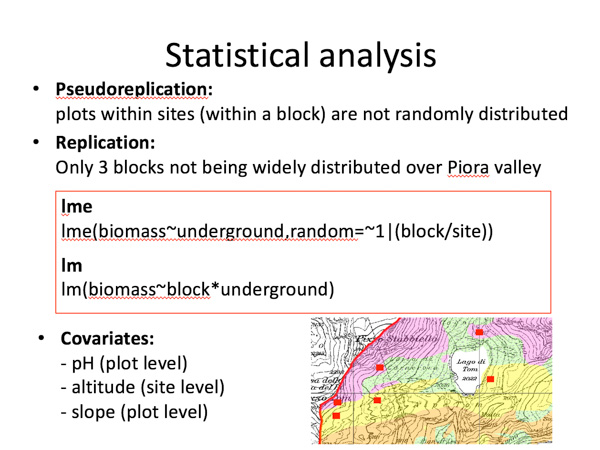 Statistical analysis
• Pseudoreplication:
plots within sites (within a block) are not randomly distributed
• Replication:
Only 3 blocks not being widely distributed over Piora valley
lme
lme(biomass~underground,random=~1|(block/site))
lm
lm(biomass~block*underground)
• Covariates:
- pH (plot level)
- altitude (site level)
- slope (plot level)
Stabbiello
Lago di
Tom
2022